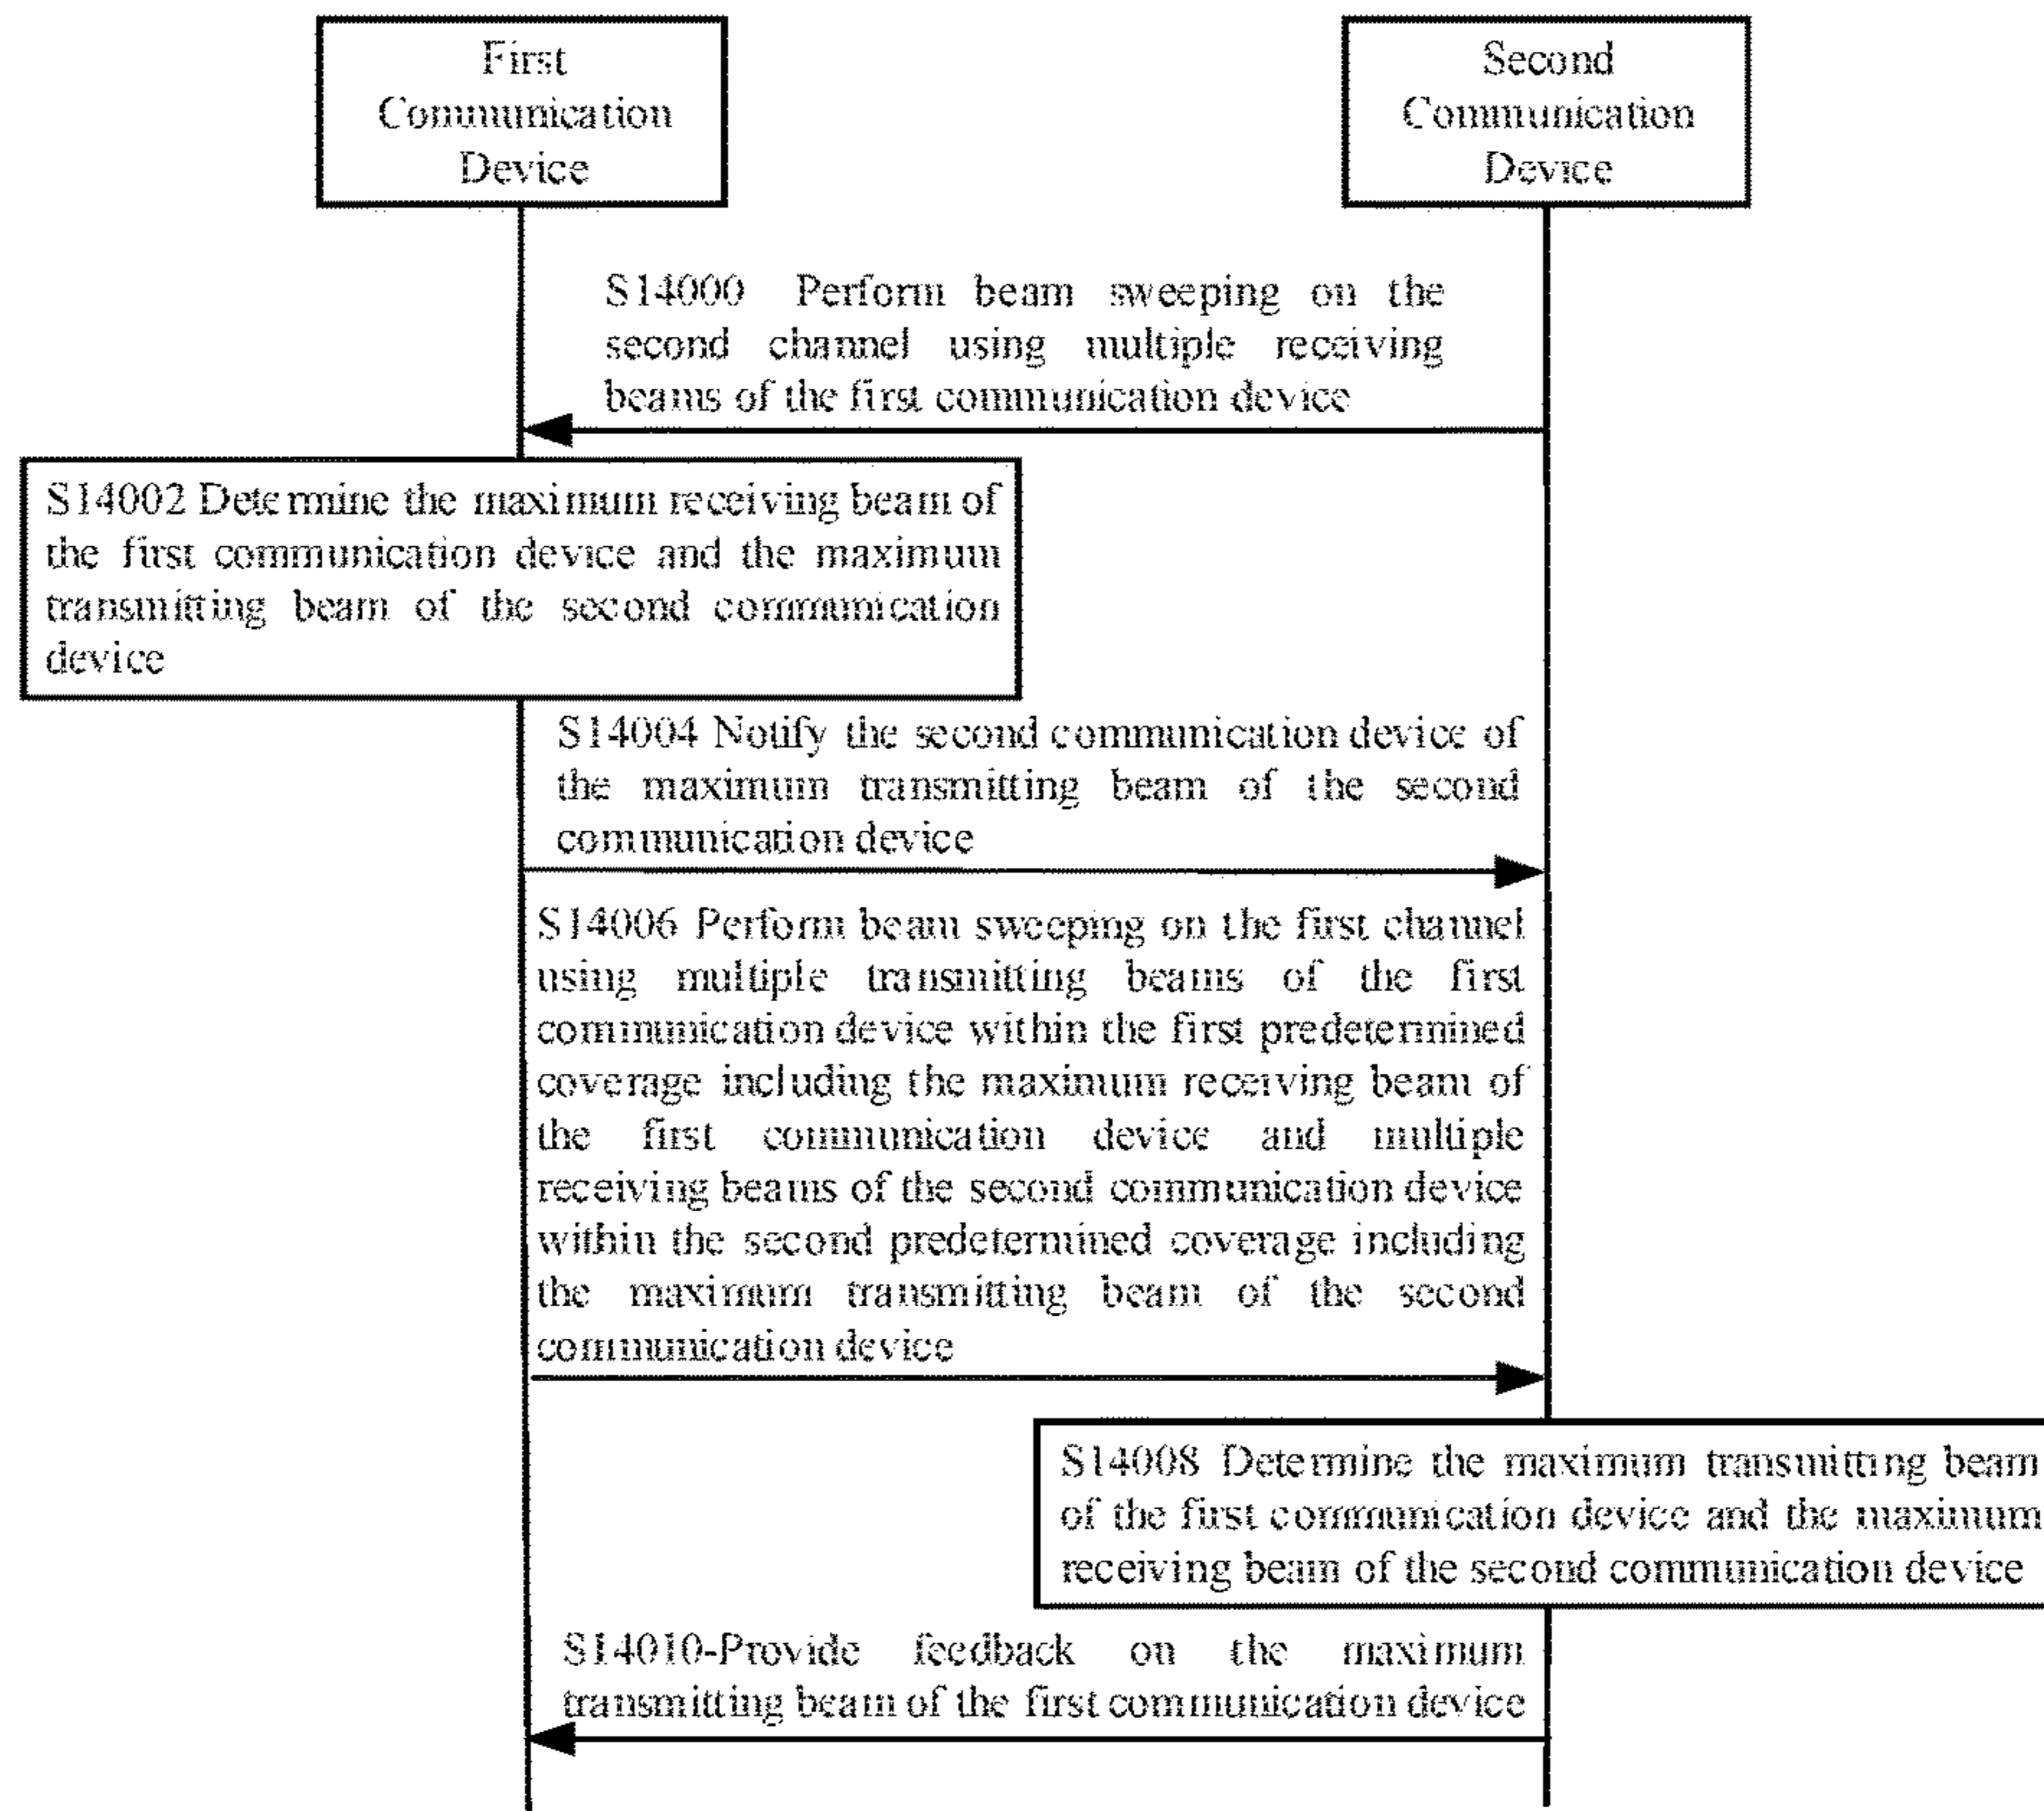 First
Communication
Device
Second
Communication
Device
S14000 Perform beam sweeping on the
second channel using multiple receiving
beams of the first communication device
S14002 Determine the maximum receiving beam of
the first communication device and the maximum
transmitting beam of the second communication
device
S14004 Notify the second communication device of
the maximum transmitting beam of the second
communication device
S14006 Perform beam sweeping on the first channel
using multiple transmitting beams of the first
communication device within the first predetermined
coverage including the maximum receiving beam of
the first communication device and multiple
receiving beams of the second communication device
within the second predetermined coverage including
the maximum transmitting beam of the second
communication device
S14008 Determine the maximum transmitting beam
of the first communication device and the maximum
receiving beam of the second communication device
S14010-Provide feedback on the maximum
transmitting beam of the first communication device